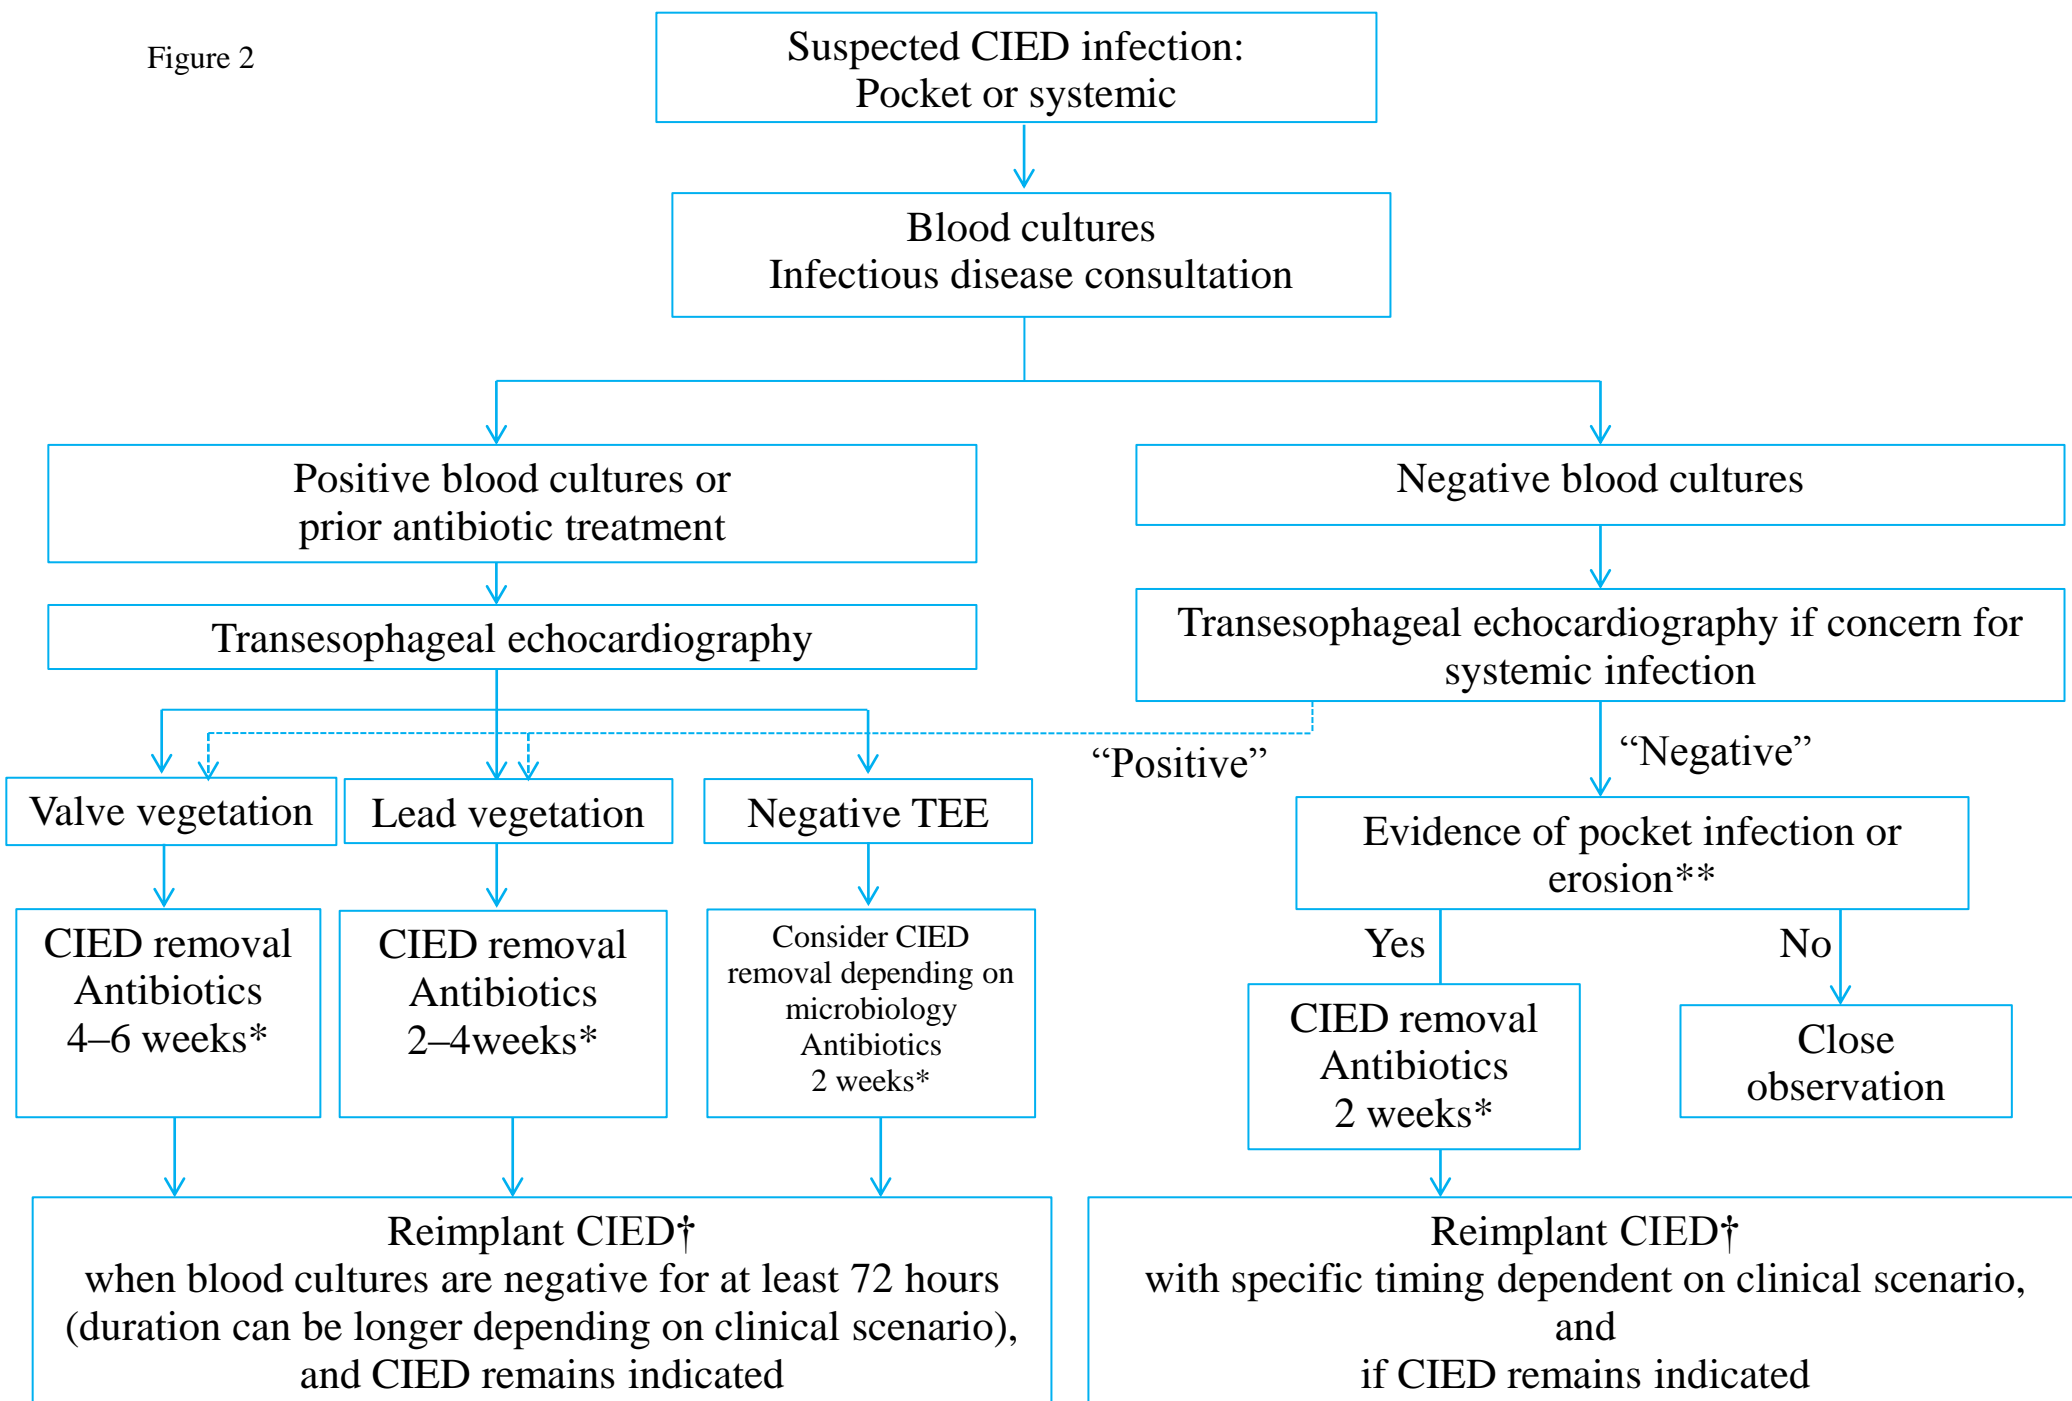 Figure 2
Suspected CIED infection:
Pocket or systemic
Blood cultures
Infectious disease consultation
Positive blood cultures or
prior antibiotic treatment
Negative blood cultures
Transesophageal echocardiography
Transesophageal echocardiography if concern for
systemic infection
“Positive”
“Negative”
Valve vegetation
Lead vegetation
Negative TEE
Evidence of pocket infection or
erosion**
CIED removal
Antibiotics
4–6 weeks*
CIED removal
Antibiotics
2–4weeks*
Consider CIED
removal depending on
microbiology
Antibiotics
2 weeks*
Yes
No
CIED removal
Antibiotics
2 weeks*
Close
observation
Reimplant CIED†
when blood cultures are negative for at least 72 hours
(duration can be longer depending on clinical scenario),
and CIED remains indicated
Reimplant CIED†
with specific timing dependent on clinical scenario,
and
if CIED remains indicated